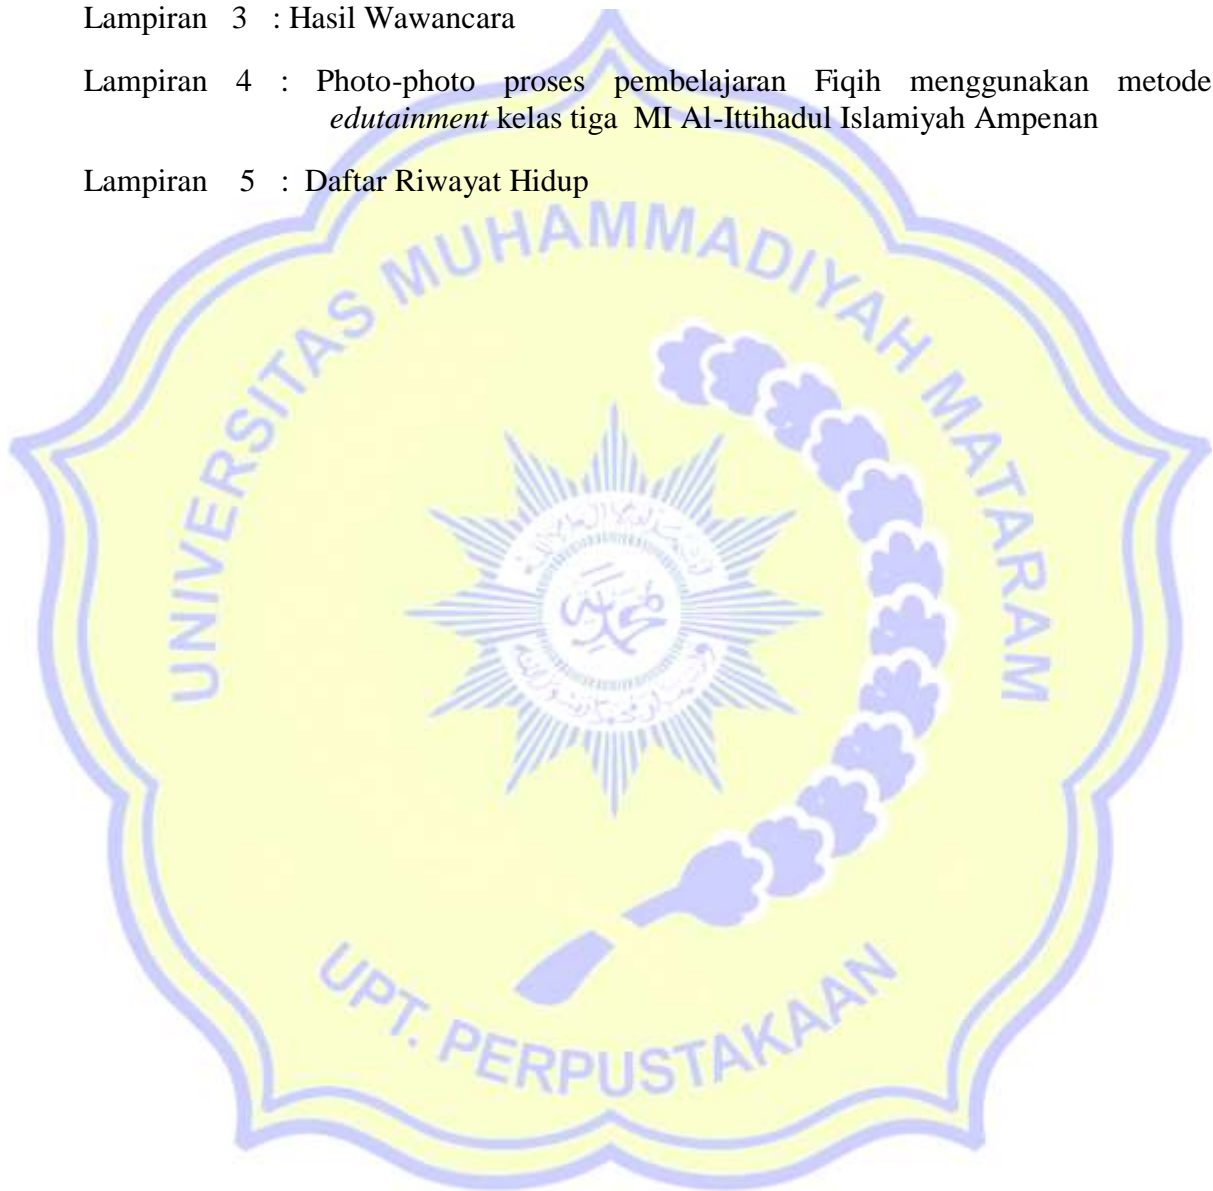 Lampiran 3 : Hasil Wawancara
Lampiran 4 : Photo-photo proses pembelajaran Fiqih menggunakan metode
edutainment kelas tiga MI Al-Ittihadul Islamiyah Ampenan
Lampiran 5 : Daftar Riwayat Hidup
UNIVERSITAS MUHAMMADIYAH MATARAM
UPT. PERPUSTAKAAN